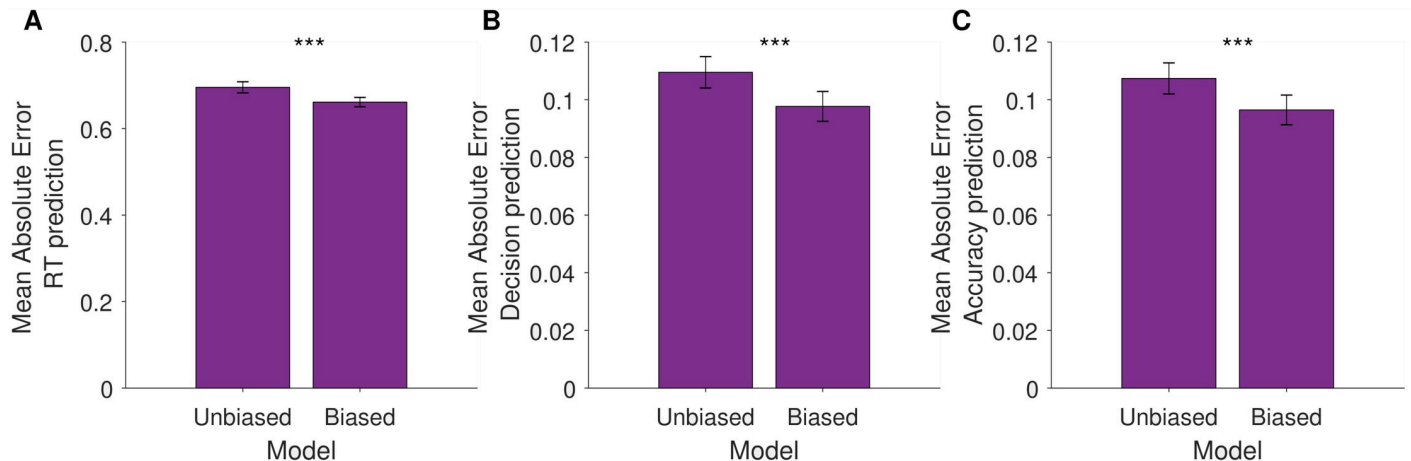 A
Mean Absolute Error
RT prediction
0.8
0.6
0.4
0.2
0
***
Unbiased
Biased
Model
B
Mean Absolute Error
Decision prediction
0.12
0.1
0.08
0.06
0.04
0.02
0
***
Unbiased
Biased
Model
C
Mean Absolute Error
Accuracy prediction
0.12
0.1
0.08
0.06
0.04
0.02
0
***
Unbiased
Biased
Model